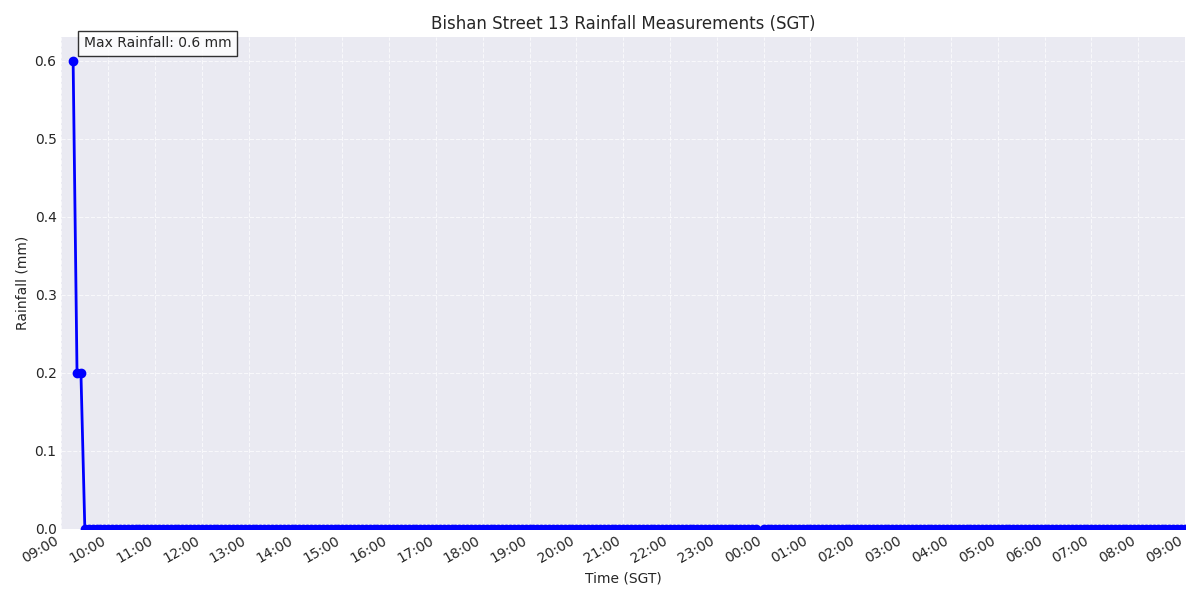 Bishan Street 13 Rainfall Measurements (SGT)
Max Rainfall: 0.6 mm
0.6
0.5
0.4
0.3
0.2
0.1
0.0
Rainfall (mm)
09:00 10:00 11:00 12:00 13:00 14:00 15:00 16:00 17:00 18:00 19:00 20:00 21:00 22:00 23:00 00:00 01:00 02:00 03:00 04:00 05:00 06:00 07:00 08:00 09:00
Time (SGT)